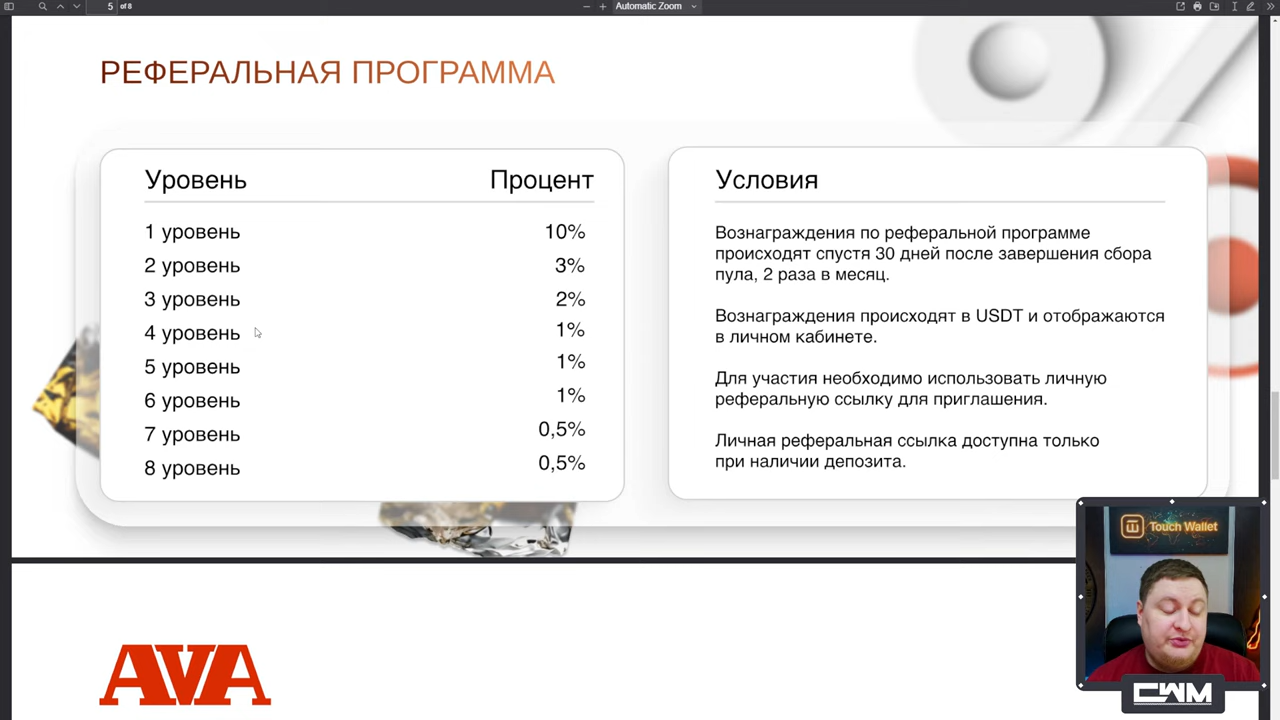 5 of 8
Automatic Zoom
РЕФЕРАЛЬНАЯ ПРОГРАММА
Уровень Процент
1 уровень 10%
2 уровень 3%
3 уровень 2%
4 уровень 1%
5 уровень 1%
6 уровень 1%
7 уровень 0,5%
8 уровень 0,5%
Условия
Вознаграждения по реферальной программе
происходят спустя 30 дней после завершения сбора
пула, 2 раза в месяц.
Вознаграждения происходят в USDT и отображаются
в личном кабинете.
Для участия необходимо использовать личную
реферальную ссылку для приглашения.
Личная реферальная ссылка доступна только
при наличии депозита.
Touch Wallet
CWM
AVA